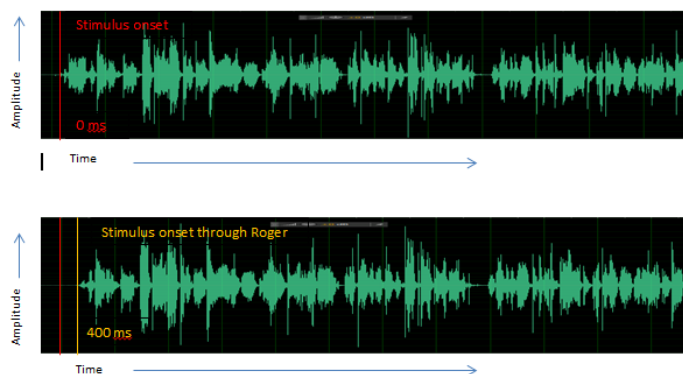 Stimulus onset
Amplitude
0 ms
Time
Stimulus onset through Roger
Amplitude
400 ms
Time